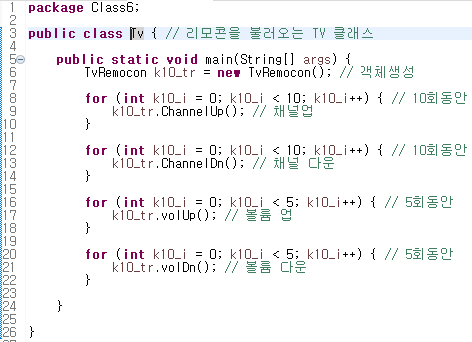 1 package Class6;
2
3 public class Tv { // 리모콘을 불러오는 TV 클래스
4
5 public static void main(String[] args) {
6 TvRemocon k10_tr = new TvRemocon(); // 객체생성
7
8 for (int k10_i = 0; k10_i < 10; k10_i++) { // 10회동안
9 k10_tr.ChannelUp(); // 채널업
10 }
11
12 for (int k10_i = 0; k10_i < 10; k10_i++) { // 10회동안
13 k10_tr.ChannelDn(); // 채널 다운
14 }
15
16 for (int k10_i = 0; k10_i < 5; k10_i++) { // 5회동안
17 k10_tr.volUp(); // 볼륨 업
18 }
19
20 for (int k10_i = 0; k10_i < 5; k10_i++) { // 5회동안
21 k10_tr.volDn(); // 볼륨 다운
22 }
23
24 }
25
26 }
27